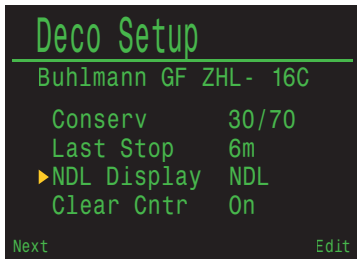 Deco Setup
Buhlmann GF ZHL- 16C
Conserv 30/70
Last Stop 6m
NDL Display NDL
Clear Cntr On
Next Edit